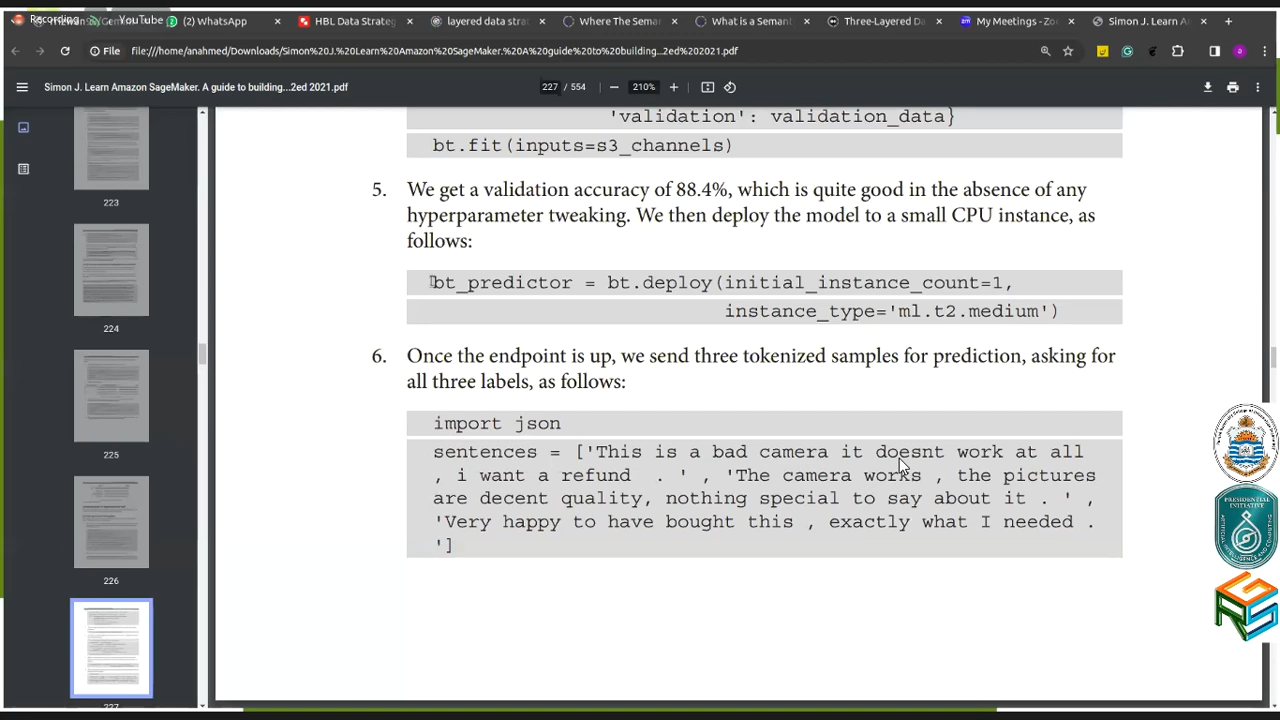 Recording
YouTube
(2) WhatsApp
HBL Data Strateg
layered data strat
Where The Sema
What is a Semant
Three-Layered Da
My Meetings - Zoo
Simon J. Learn A
File
file:///home/anahmed/Downloads/Simon%20J.%20Learn%20Amazon%20SageMaker.%20A%20guide%20to%20building...2ed%202021.pdf
Simon J. Learn Amazon SageMaker. A guide to building...2ed 2021.pdf
227 / 554
210%
223
224
225
226
227
'validation': validation_data}
bt.fit(inputs=s3_channels)
5. We get a validation accuracy of 88.4%, which is quite good in the absence of any
hyperparameter tweaking. We then deploy the model to a small CPU instance, as
follows:
bt_predictor = bt.deploy(initial_instance_count=1,
instance_type='ml.t2.medium')
6. Once the endpoint is up, we send three tokenized samples for prediction, asking for
all three labels, as follows:
import json
sentences = ['This is a bad camera it doesnt work at all
, i want a refund . ', 'The camera works , the pictures
are decent quality, nothing special to say about it . ' ,
'Very happy to have bought this , exactly what I needed .
']
PRESIDENTIAL
INITIATIVE